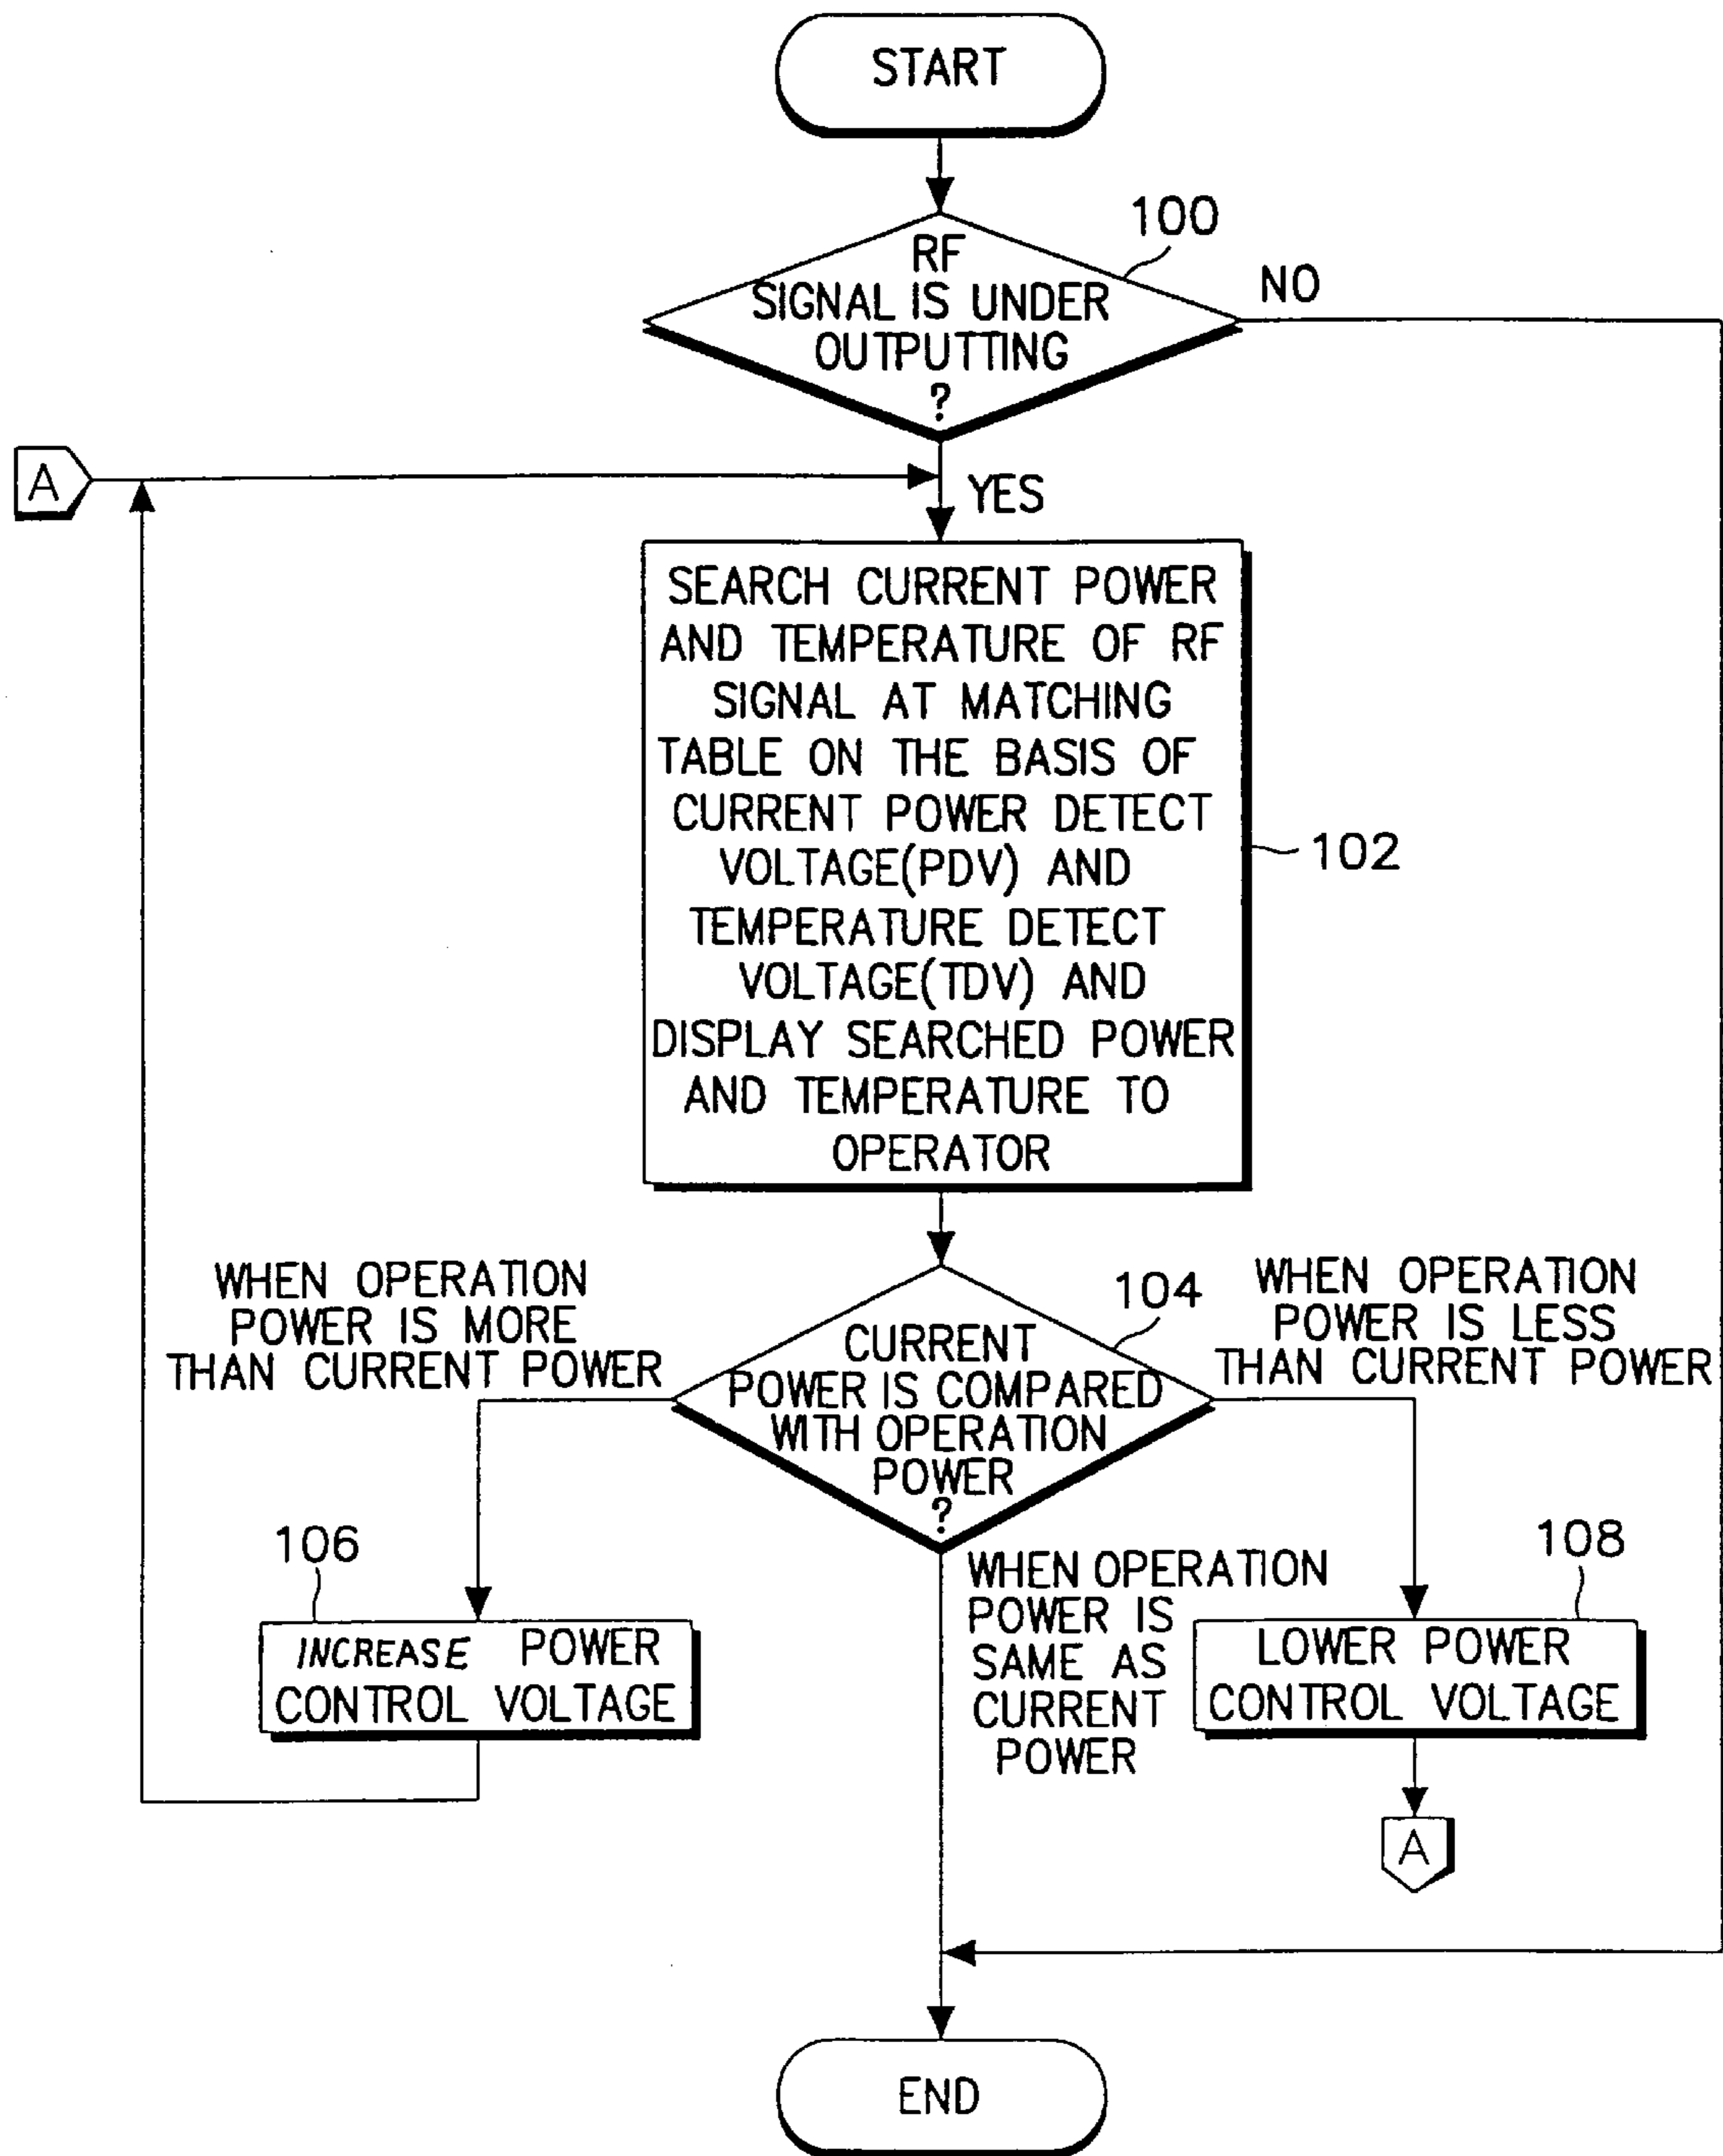 START
100
RF
SIGNAL IS UNDER
OUTPUTTING
?
NO
A
YES
SEARCH CURRENT POWER
AND TEMPERATURE OF RF
SIGNAL AT MATCHING
TABLE ON THE BASIS OF
CURRENT POWER DETECT
VOLTAGE(PDV) AND
TEMPERATURE DETECT
VOLTAGE(TDV) AND
DISPLAY SEARCHED POWER
AND TEMPERATURE TO
OPERATOR
102
WHEN OPERATION
POWER IS MORE
THAN CURRENT POWER
104
CURRENT
POWER IS COMPARED
WITH OPERATION
POWER
?
WHEN OPERATION
POWER IS LESS
THAN CURRENT POWER
106
INCREASE POWER
CONTROL VOLTAGE
WHEN OPERATION
POWER IS
SAME AS
CURRENT
POWER
108
LOWER POWER
CONTROL VOLTAGE
A
END